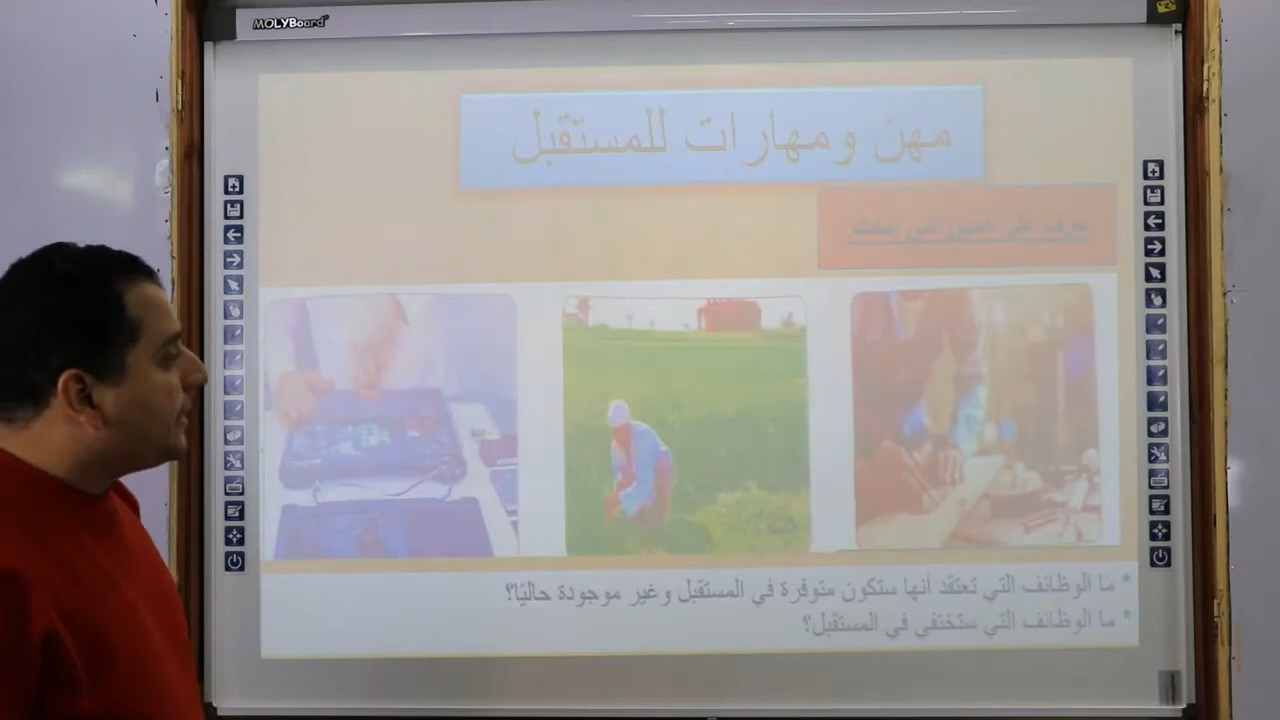 MOLYBoard
مهن ومهارات للمستقبل
* ما الوظائف التي تعتقد أنها ستكون متوفرة في المستقبل وغير موجودة حاليًا؟
* ما الوظائف التي ستختفي في المستقبل؟